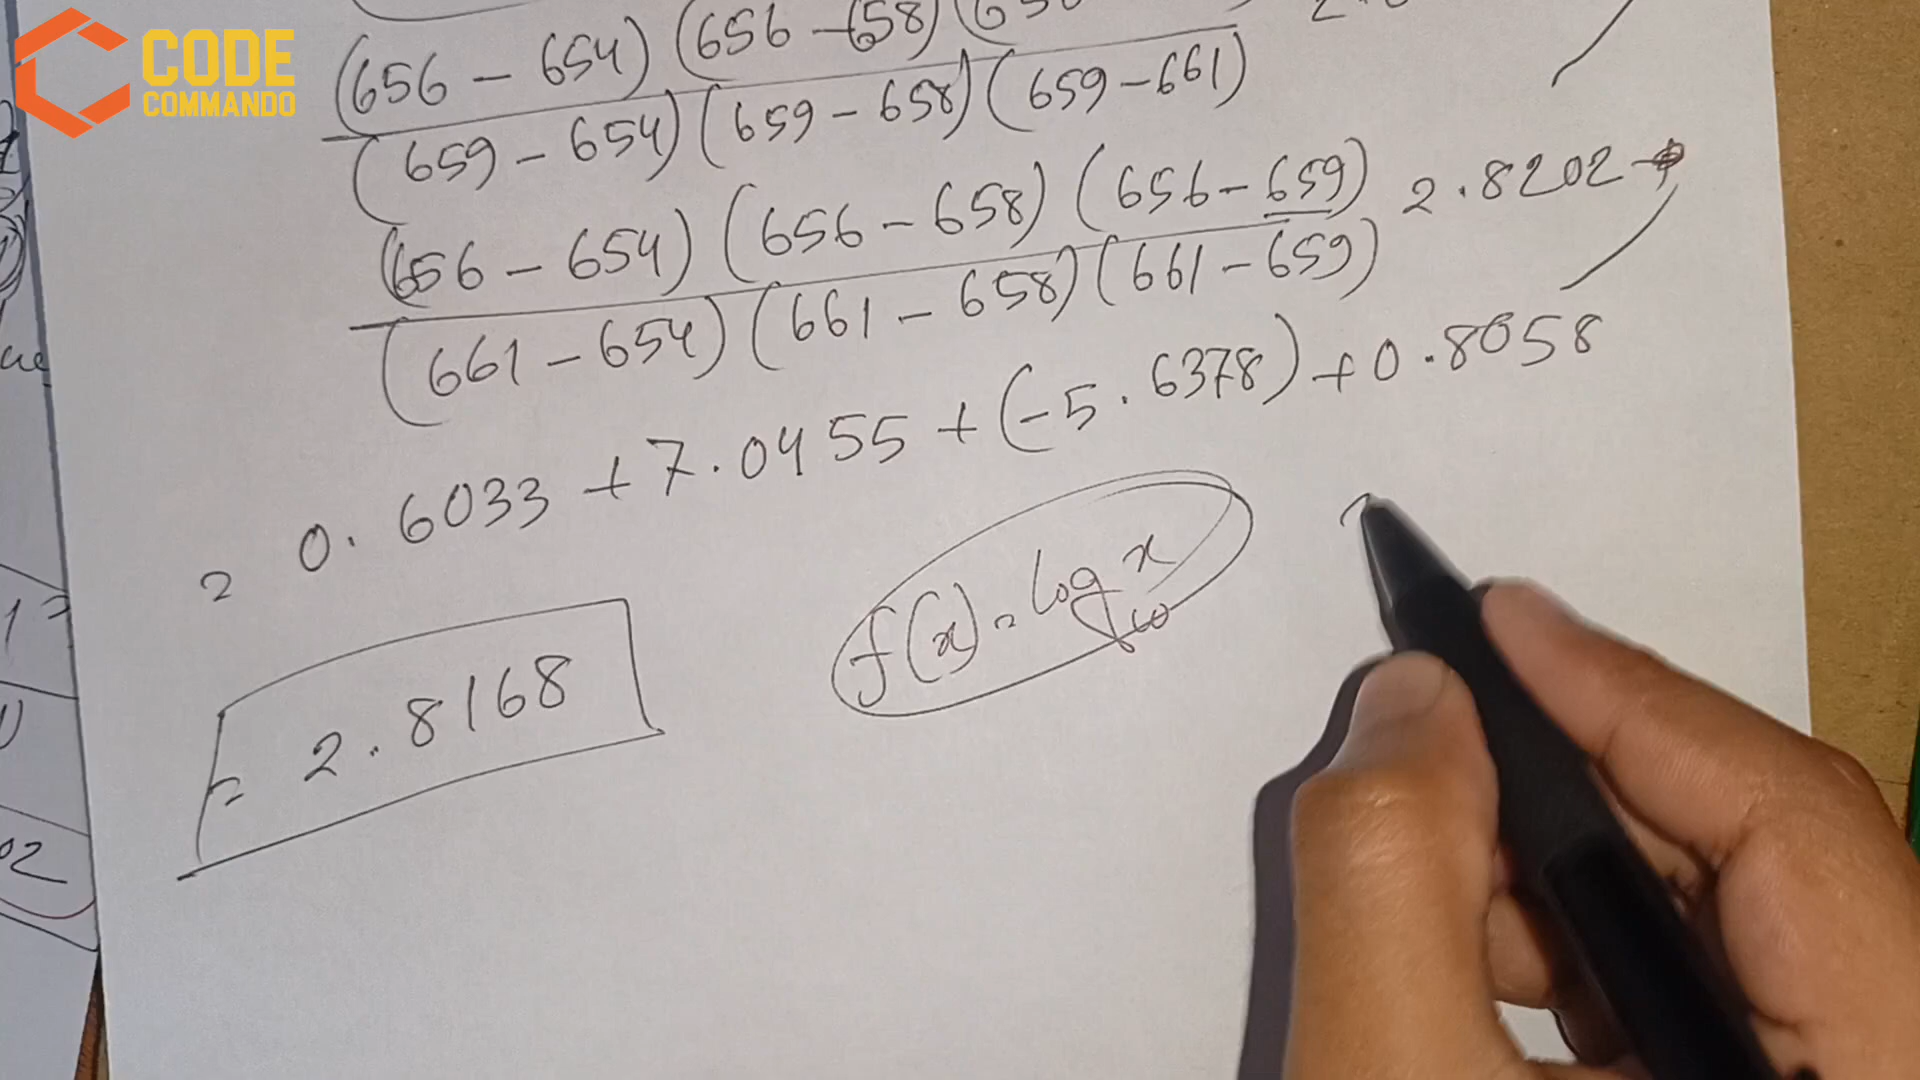 CODE
COMMANDO
(656 - 654) (656 - 658)
(659 - 654) (659 - 658) (659 - 661)
(656 - 654) (656 - 658) (656 - 659) 2.8202
(661 - 654) (661 - 658) (661 - 659)
= 0.6033 + 7.0455 + (-5.6378) + 0.8058
= 2.8168
f(x) = log₁₀ x